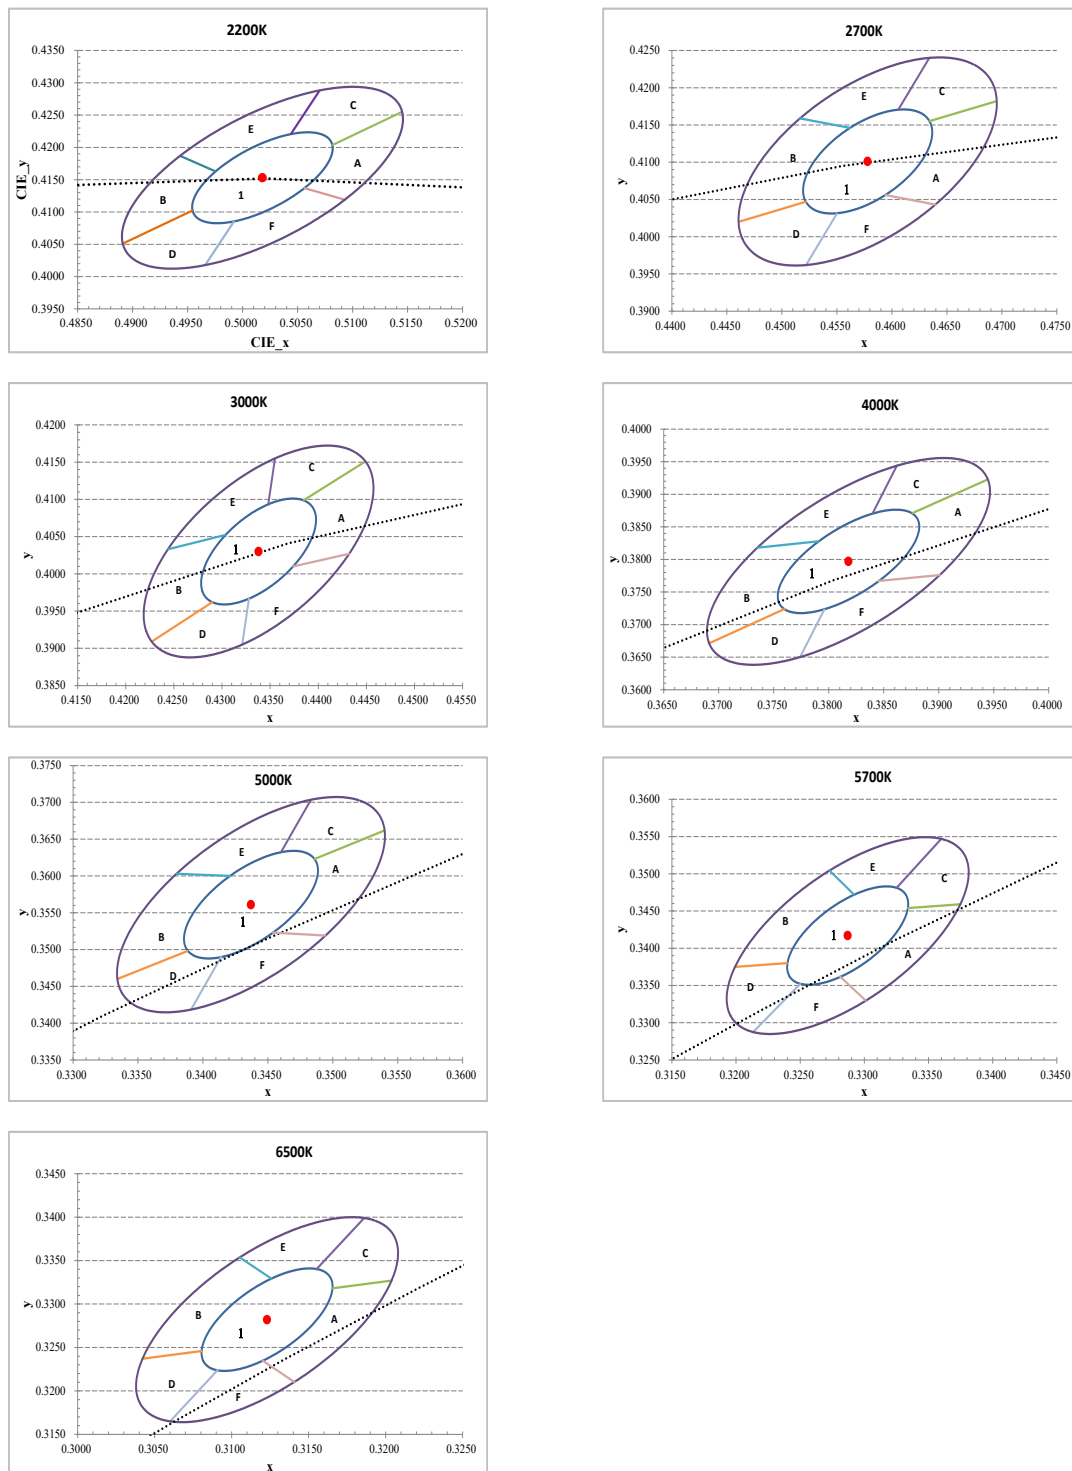 2200K
0.4350
0.4300
0.4250
0.4200
0.4150
0.4100
0.4050
0.4000
0.3950
CIE_y
C
E
A
B
1
F
D
0.4850 0.4900 0.4950 0.5000 0.5050 0.5100 0.5150 0.5200
CIE_x
2700K
0.4250
0.4200
0.4150
0.4100
0.4050
0.4000
0.3950
0.3900
y
E
C
B
A
1
D
F
0.4400 0.4450 0.4500 0.4550 0.4600 0.4650 0.4700 0.4750
x
3000K
0.4200
0.4150
0.4100
0.4050
0.4000
0.3950
0.3900
0.3850
y
C
E
A
1
B
F
D
0.4150 0.4200 0.4250 0.4300 0.4350 0.4400 0.4450 0.4500 0.4550
x
4000K
0.4000
0.3950
0.3900
0.3850
0.3800
0.3750
0.3700
0.3650
0.3600
y
C
E
A
1
B
F
D
0.3650 0.3700 0.3750 0.3800 0.3850 0.3900 0.3950 0.4000
x
5000K
0.3750
0.3700
0.3650
0.3600
0.3550
0.3500
0.3450
0.3400
0.3350
y
C
E
A
1
B
F
D
0.3300 0.3350 0.3400 0.3450 0.3500 0.3550 0.3600
x
5700K
0.3600
0.3550
0.3500
0.3450
0.3400
0.3350
0.3300
0.3250
y
E
C
B
1
A
D
F
0.3150 0.3200 0.3250 0.3300 0.3350 0.3400 0.3450
x
6500K
0.3450
0.3400
0.3350
0.3300
0.3250
0.3200
0.3150
y
E
C
B
A
1
D
F
0.3000 0.3050 0.3100 0.3150 0.3200 0.3250
x